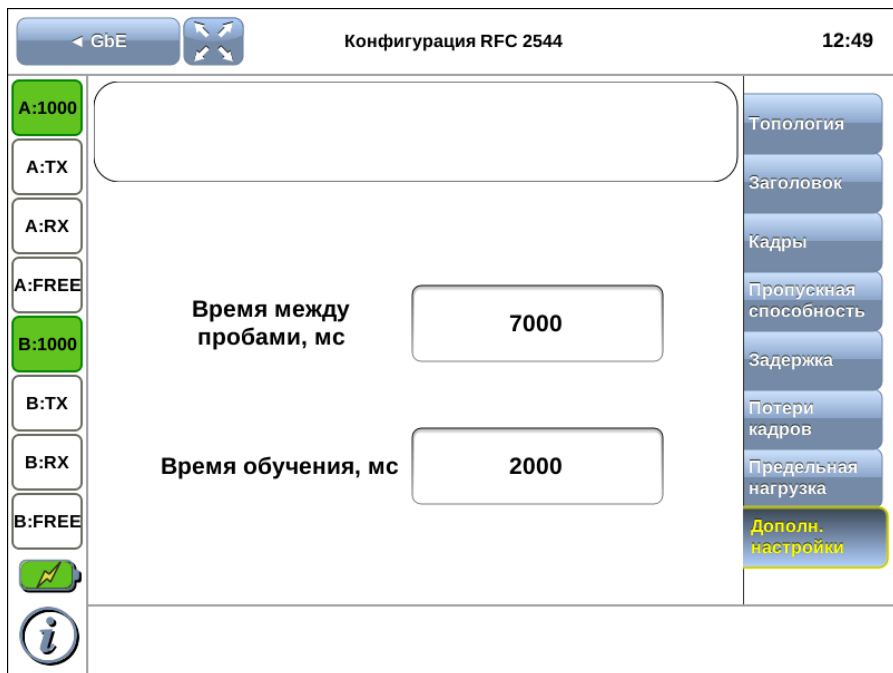 ◄ GbE
Конфигурация RFC 2544
12:49
A:1000
A:TX
A:RX
A:FREE
B:1000
B:TX
B:RX
B:FREE
i
Время между
пробами, мс
7000
Время обучения, мс
2000
Топология
Заголовок
Кадры
Пропускная
способность
Задержка
Потери
кадров
Предельная
нагрузка
Дополн.
настройки